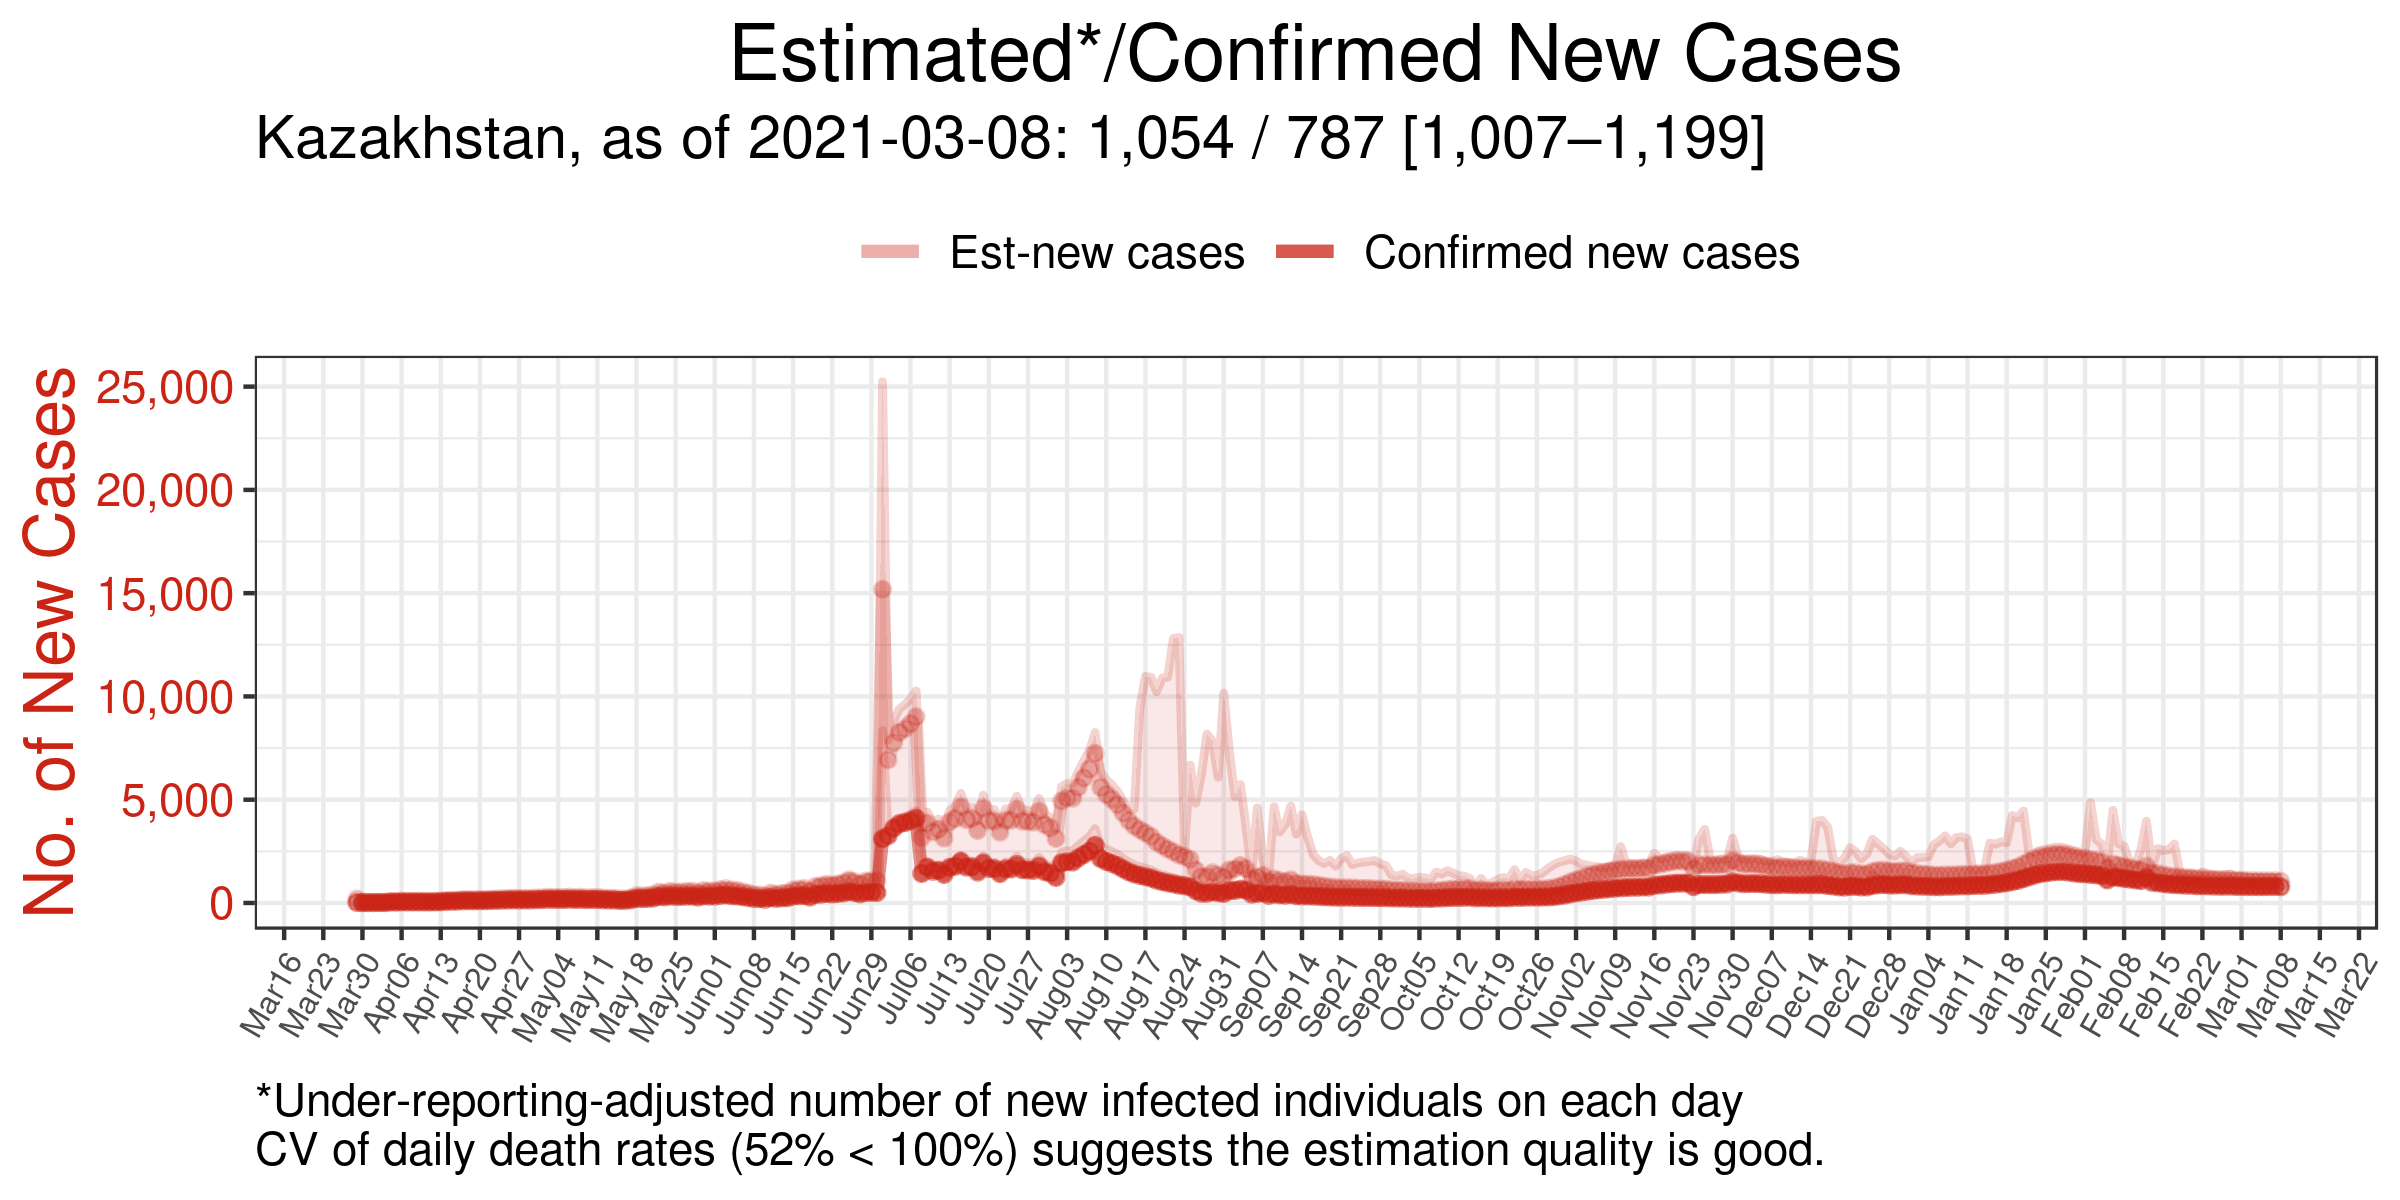 Estimated*/Confirmed New Cases
Kazakhstan, as of 2021-03-08: 1,054 / 787 [1,007–1,199]
Est-new cases
Confirmed new cases
No. of New Cases
25,000
20,000
15,000
10,000
5,000
0
Mar16
Mar23
Mar30
Apr06
Apr13
Apr20
Apr27
May04
May11
May18
May25
Jun01
Jun08
Jun15
Jun22
Jun29
Jul06
Jul13
Jul20
Jul27
Aug03
Aug10
Aug17
Aug24
Aug31
Sep07
Sep14
Sep21
Sep28
Oct05
Oct12
Oct19
Oct26
Nov02
Nov09
Nov16
Nov23
Nov30
Dec07
Dec14
Dec21
Dec28
Jan04
Jan11
Jan18
Jan25
Feb01
Feb08
Feb15
Feb22
Mar01
Mar08
Mar15
Mar22
*Under-reporting-adjusted number of new infected individuals on each day
CV of daily death rates (52% < 100%) suggests the estimation quality is good.